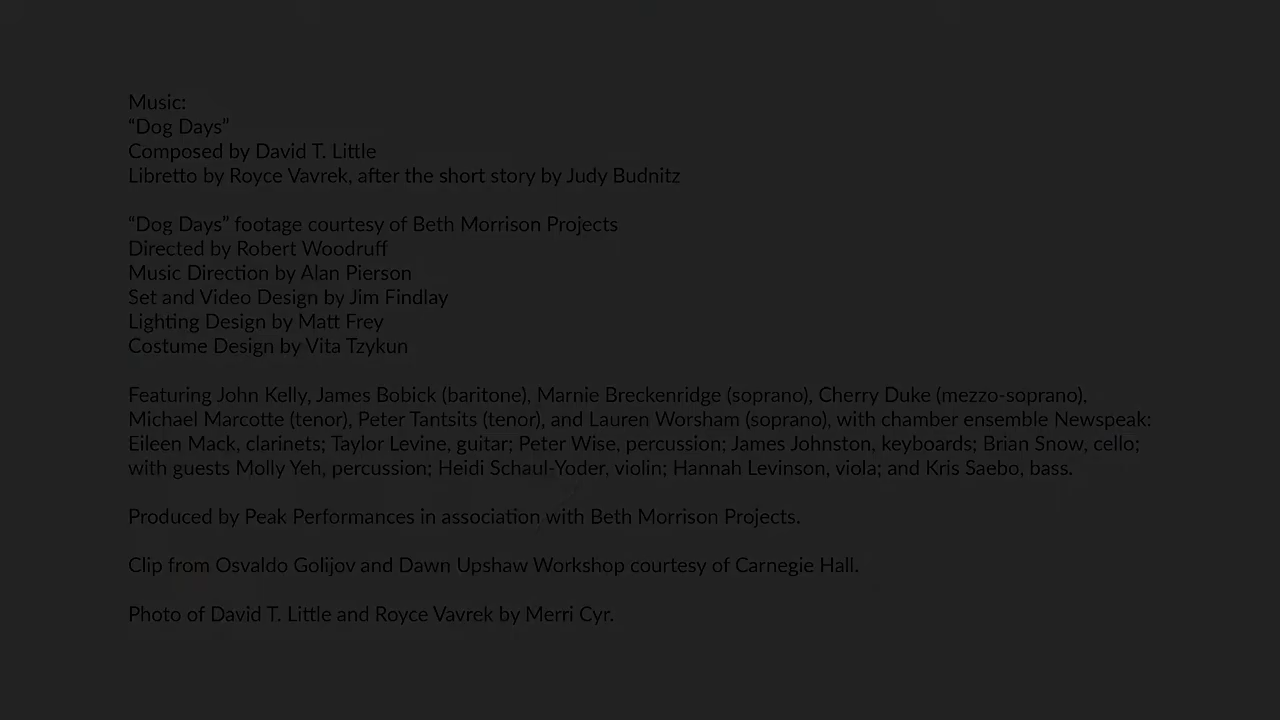 Music:
“Dog Days”
Composed by David T. Little
Libretto by Royce Vavrek, after the short story by Judy Budnitz
“Dog Days” footage courtesy of Beth Morrison Projects
Directed by Robert Woodruff
Music Direction by Alan Pierson
Set and Video Design by Jim Findlay
Lighting Design by Matt Frey
Costume Design by Vita Tzykun
Featuring John Kelly, James Bobick (baritone), Marnie Breckenridge (soprano), Cherry Duke (mezzo-soprano),
Michael Marcotte (tenor), Peter Tantsits (tenor), and Lauren Worsham (soprano), with chamber ensemble Newspeak:
Eileen Mack, clarinets; Taylor Levine, guitar; Peter Wise, percussion; James Johnston, keyboards; Brian Snow, cello;
with guests Molly Yeh, percussion; Heidi Schaul-Yoder, violin; Hannah Levinson, viola; and Kris Saebo, bass.
Produced by Peak Performances in association with Beth Morrison Projects.
Clip from Osvaldo Golijov and Dawn Upshaw Workshop courtesy of Carnegie Hall.
Photo of David T. Little and Royce Vavrek by Merri Cyr.